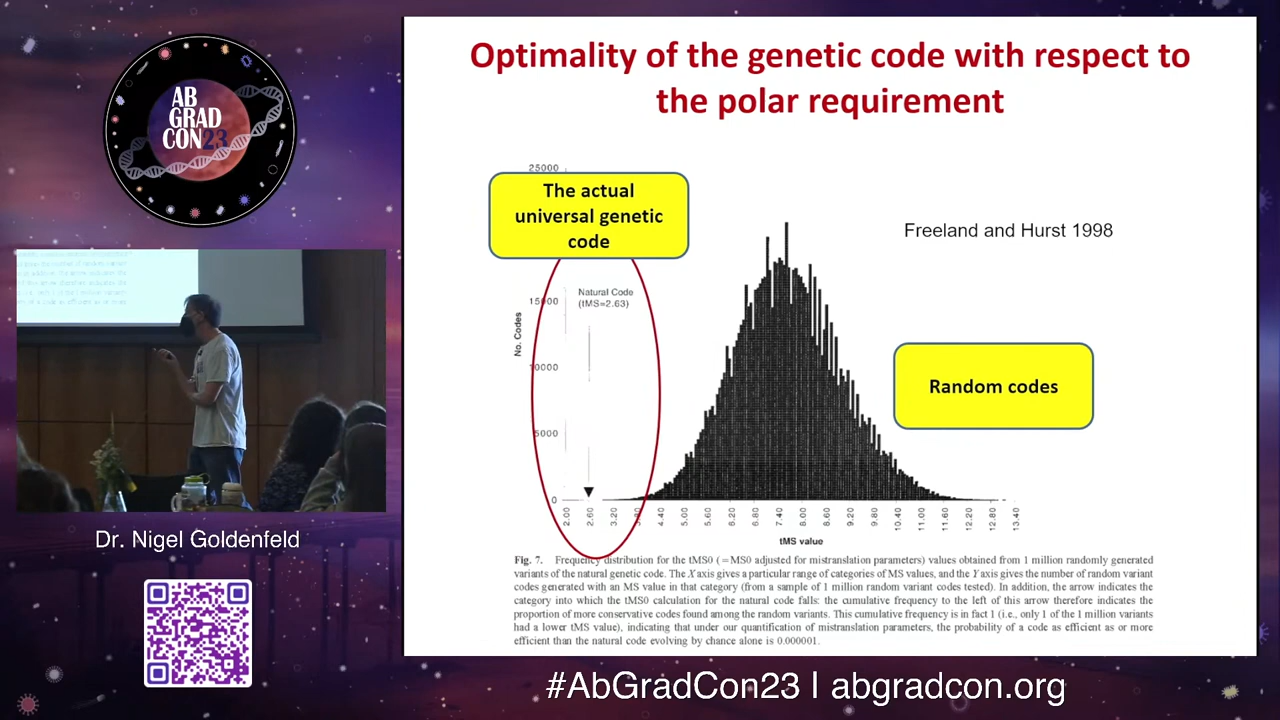 AB
GRAD
CON23
Dr. Nigel Goldenfeld
Optimality of the genetic code with respect to
the polar requirement
The actual
universal genetic
code
Freeland and Hurst 1998
Random codes
Natural Code
(tMS=2.63)
No. Codes
25000
15000
10000
5000
0
2.00
2.60
3.20
3.80
4.40
5.00
5.60
6.20
6.80
7.40
8.00
8.60
9.20
9.80
10.40
11.00
11.60
12.20
12.80
13.40
tMS value
Fig. 7. Frequency distribution for the tMS0 (=MS0 adjusted for mistranslation parameters) values obtained from 1 million randomly generated
variants of the natural genetic code. The X axis gives a particular range of categories of MS values, and the Y axis gives the number of random variant
codes generated with an MS value in that category (from a sample of 1 million random variant codes tested). In addition, the arrow indicates the
category into which the tMS0 calculation for the natural code falls: the cumulative frequency to the left of this arrow therefore indicates the
proportion of more conservative codes found among the random variants. This cumulative frequency is in fact 1 (i.e., only 1 of the 1 million variants
had a lower tMS value), indicating that under our quantification of mistranslation parameters, the probability of a code as efficient as or more
efficient than the natural code evolving by chance alone is 0.000001.
#AbGradCon23 | abgradcon.org